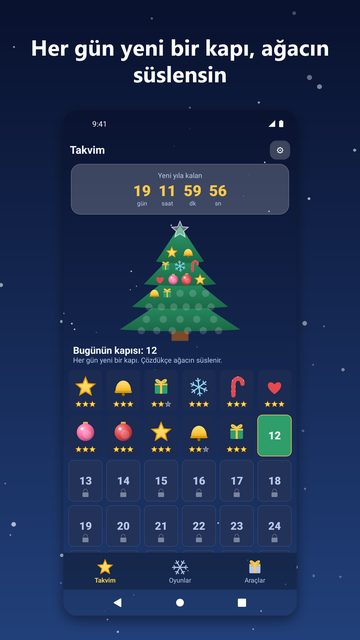 Her gün yeni bir kapı, ağacın
süslensin
9:41
Takvim
Yeni yıla kalan
19 11 59 56
gün saat dk sn
Bugünün kapısı: 12
Her gün yeni bir kapı. Çözdükçe ağacın süslenir.
12
13 14 15 16 17 18
19 20 21 22 23 24
Takvim Oyunlar Araçlar